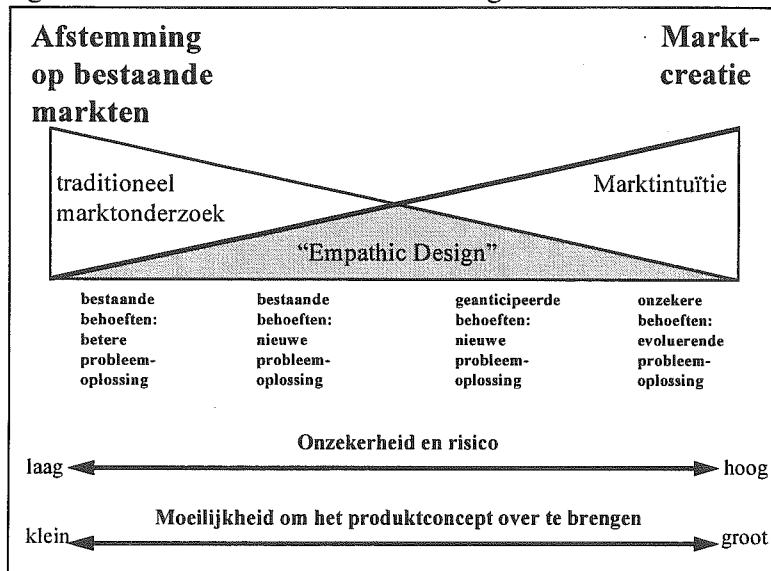 Afstemming
op bestaande
markten
Markt-
creatie
traditioneel
marktonderzoek
Marktintuïtie
“Empathic Design”
bestaande
behoeften:
betere
probleem-
oplossing
bestaande
behoeften:
nieuwe
probleem-
oplossing
geanticipeerde
behoeften:
nieuwe
probleem-
oplossing
onzekere
behoeften:
evoluerende
probleem-
oplossing
Onzekerheid en risico
laag
hoog
Moeilijkheid om het produktconcept over te brengen
klein
groot